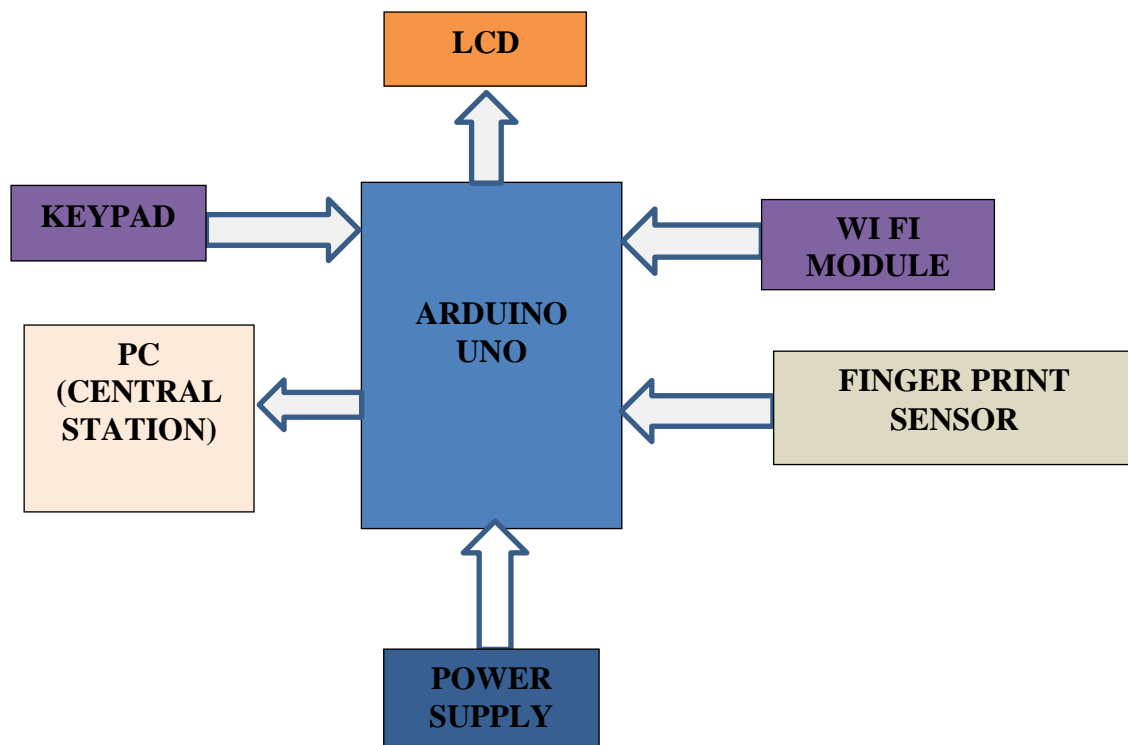 LCD
KEYPAD
WI FI
MODULE
ARDUINO
UNO
PC
(CENTRAL
STATION)
FINGER PRINT
SENSOR
POWER
SUPPLY